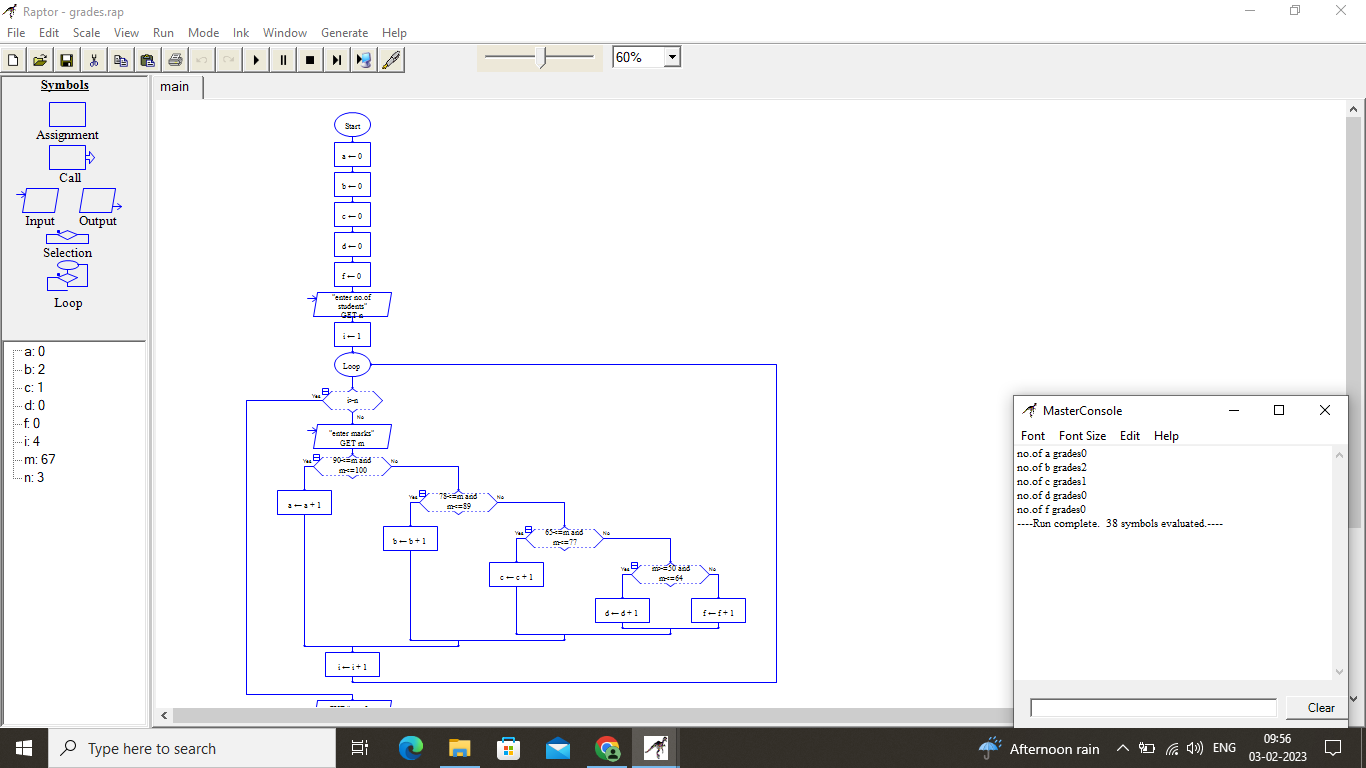 Raptor - grades.rap
File Edit Scale View Run Mode Ink Window Generate Help
60%
Symbols
Assignment
Call
Input Output
Selection
Loop
a: 0
b: 2
c: 1
d: 0
f: 0
i: 4
m: 67
n: 3
main
Start
a ← 0
b ← 0
c ← 0
d ← 0
f ← 0
"enter no.of
students"
GET n
i ← 1
Loop
Yes
i>n
No
"enter marks"
GET m
Yes 90<=m and No
m<=100
a ← a + 1
Yes 78<=m and No
m<=89
b ← b + 1
Yes 65<=m and No
m<=77
c ← c + 1
Yes m>=50 and No
m<=64
d ← d + 1 f ← f + 1
i ← i + 1
MasterConsole
Font Font Size Edit Help
no.of a grades0
no.of b grades2
no.of c grades1
no.of d grades0
no.of f grades0
----Run complete. 38 symbols evaluated.----
Clear
Type here to search
Afternoon rain
ENG
09:56
03-02-2023